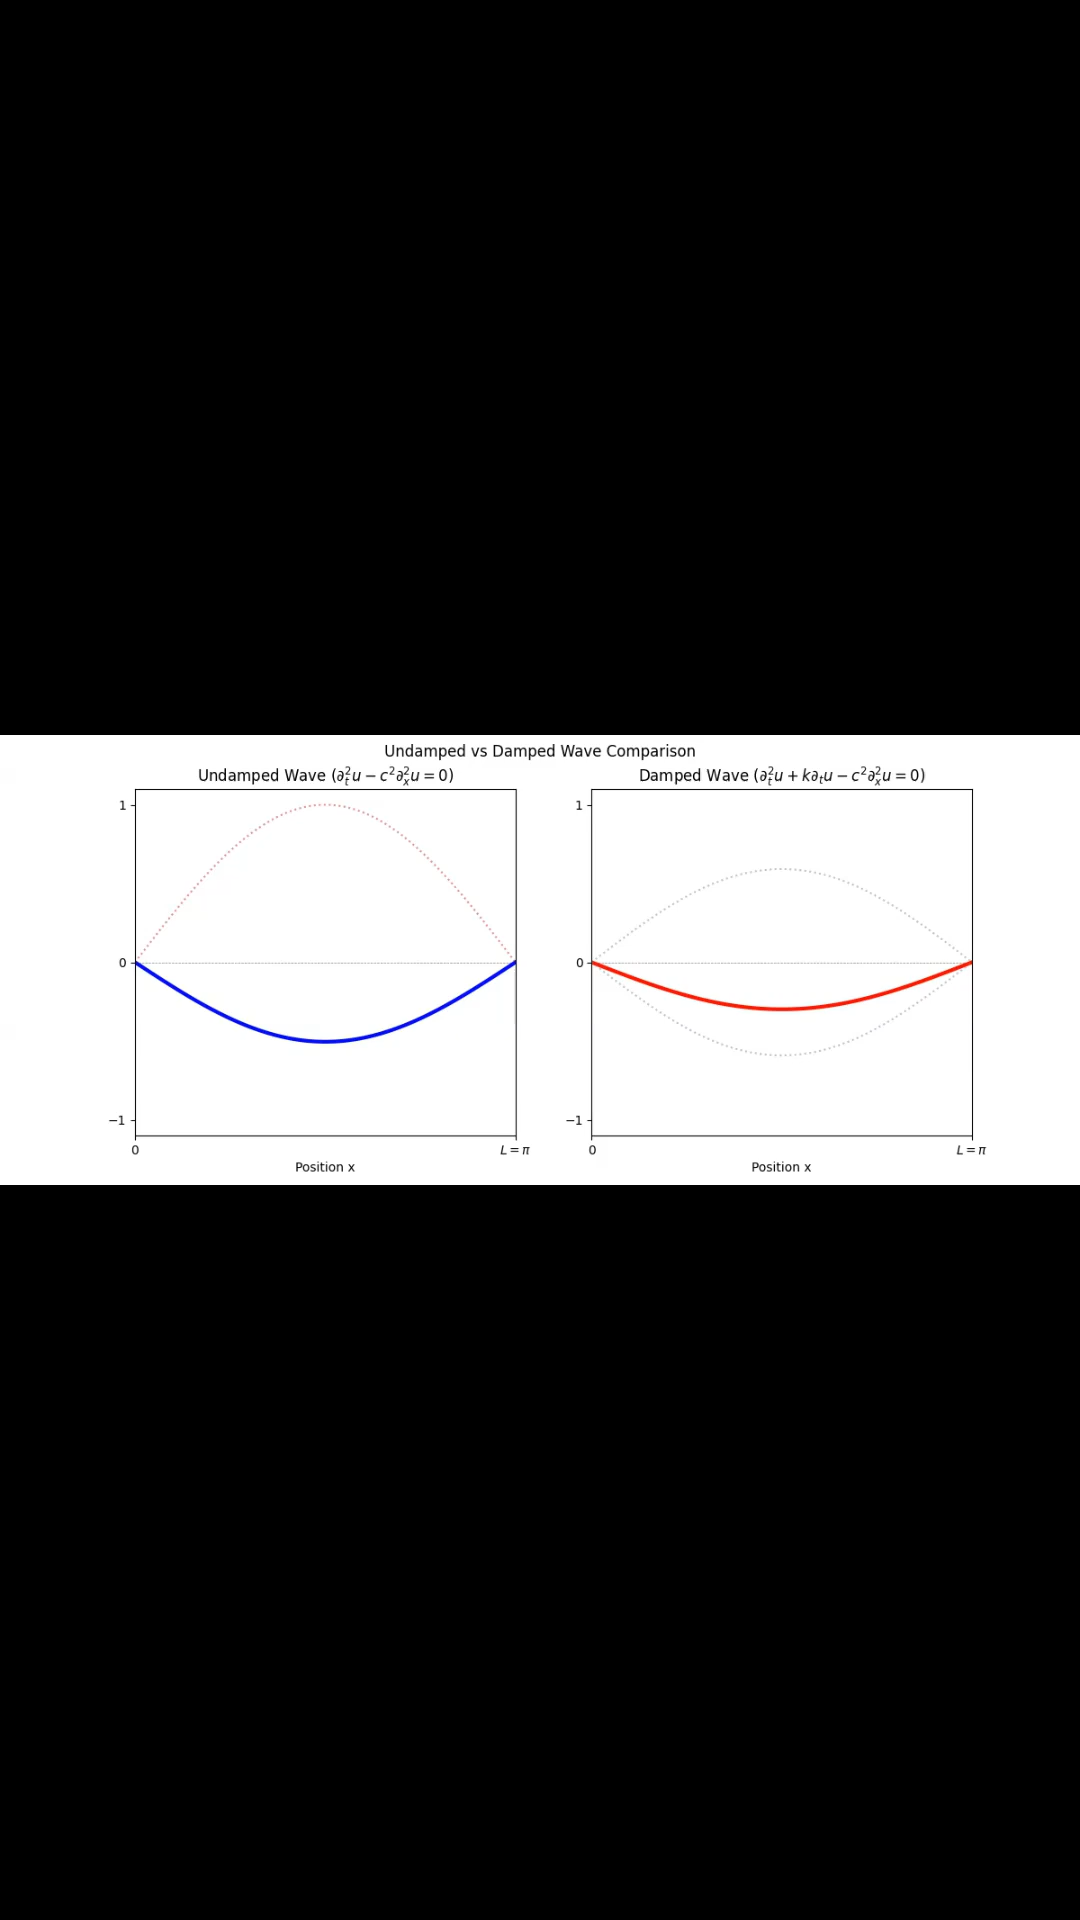 Undamped vs Damped Wave Comparison
Undamped Wave (∂²ₜu − c²∂²ₓu = 0)
1
0
−1
0
L = π
Position x
Damped Wave (∂²ₜu + k∂ₜu − c²∂²ₓu = 0)
1
0
−1
0
L = π
Position x